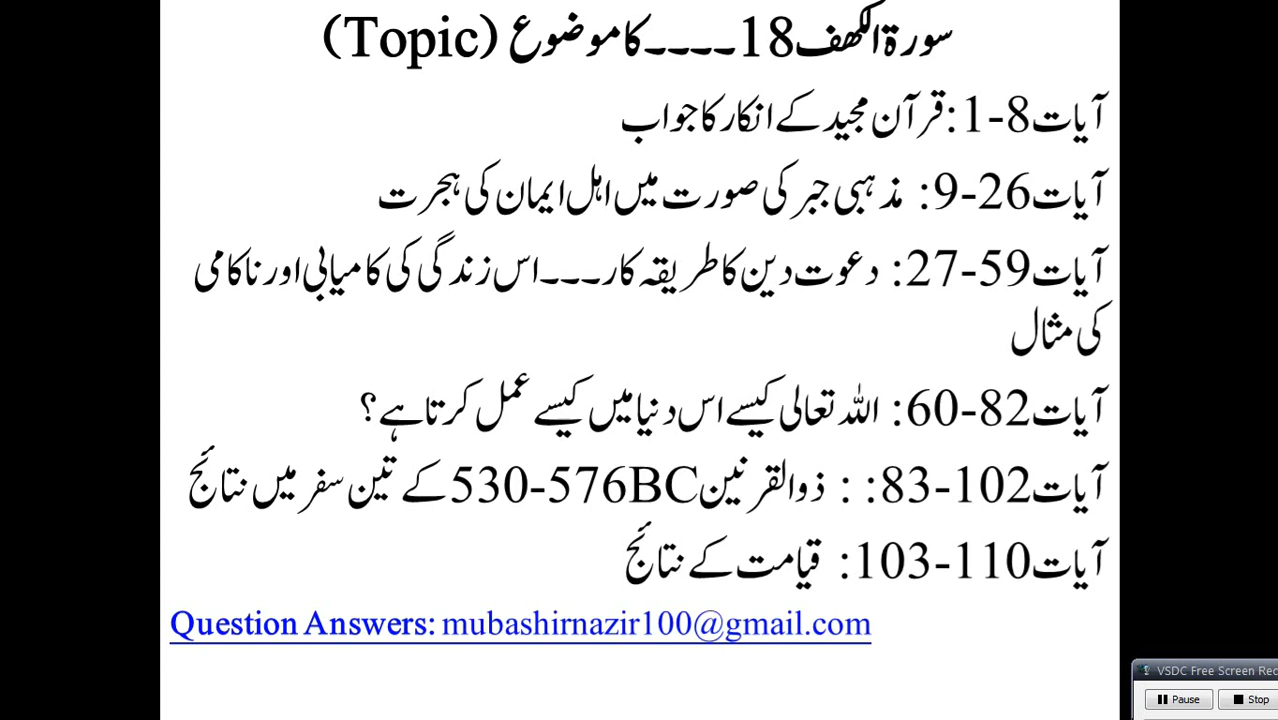 سورۃ الکھف 18۔۔۔۔کا موضوع (Topic)
آیات 1-8: قرآن مجید کے انکار کا جواب
آیات 9-26: مذہبی جبر کی صورت میں اہل ایمان کی ہجرت
آیات 27-59: دعوت دین کا طریقہ کار۔۔۔اس زندگی کی کامیابی اور ناکامی
کی مثال
آیات 60-82: اللہ تعالی کیسے اس دنیا میں کیسے عمل کرتا ہے؟
آیات 83-102: : ذوالقرنین 530-576BC کے تین سفر میں نتائج
آیات 103-110: قیامت کے نتائج
Question Answers: mubashirnazir100@gmail.com
VSDC Free Screen Rec
Pause Stop